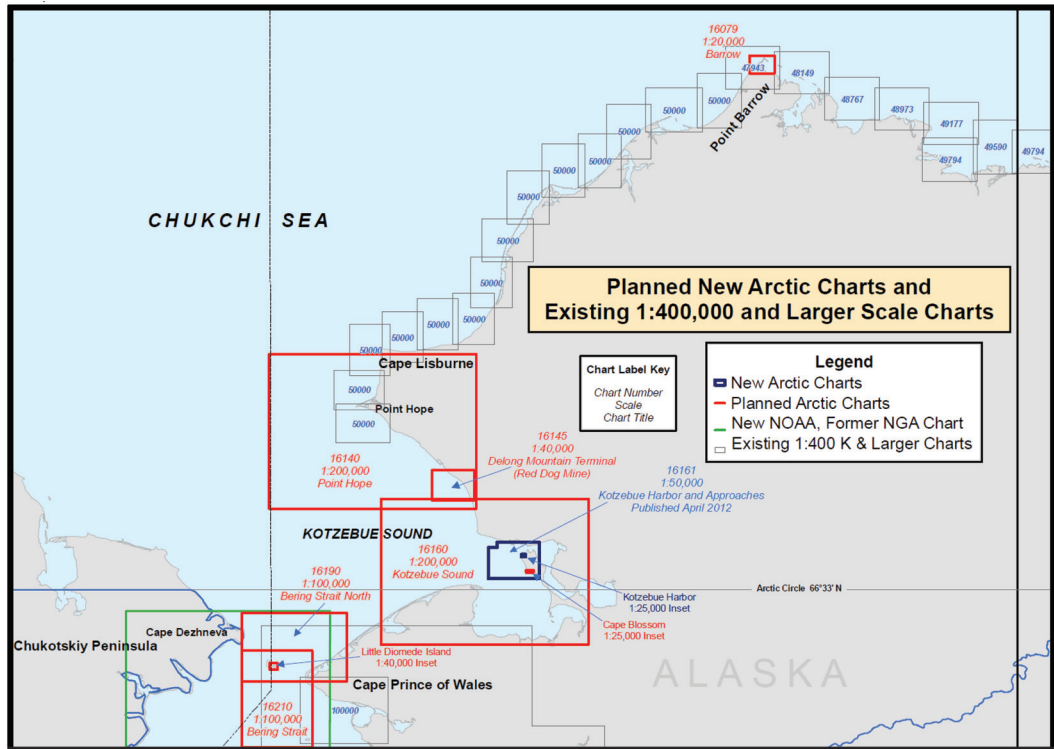 16079
1:20,000
Barrow
47943
48149
48767
48973
49177
49590
49794
49794
50000
50000
50000
50000
50000
50000
50000
50000
50000
50000
50000
50000
50000
50000
Point Barrow
CHUKCHI SEA
Planned New Arctic Charts and
Existing 1:400,000 and Larger Scale Charts
Chart Label Key
Chart Number
Scale
Chart Title
Legend
New Arctic Charts
Planned Arctic Charts
New NOAA, Former NGA Chart
Existing 1:400 K & Larger Charts
Cape Lisburne
50000
Point Hope
50000
16140
1:200,000
Point Hope
16145
1:40,000
Delong Mountain Terminal
(Red Dog Mine)
16161
1:50,000
Kotzebue Harbor and Approaches
Published April 2012
KOTZEBUE SOUND
16160
1:200,000
Kotzebue Sound
16190
1:100,000
Bering Strait North
Arctic Circle 66°33' N
Kotzebue Harbor
1:25,000 Inset
Cape Blossom
1:25,000 Inset
Cape Dezhneva
Chukotskiy Peninsula
Little Diomede Island
1:40,000 Inset
Cape Prince of Wales
ALASKA
16210
1:100,000
Bering Strait
100000